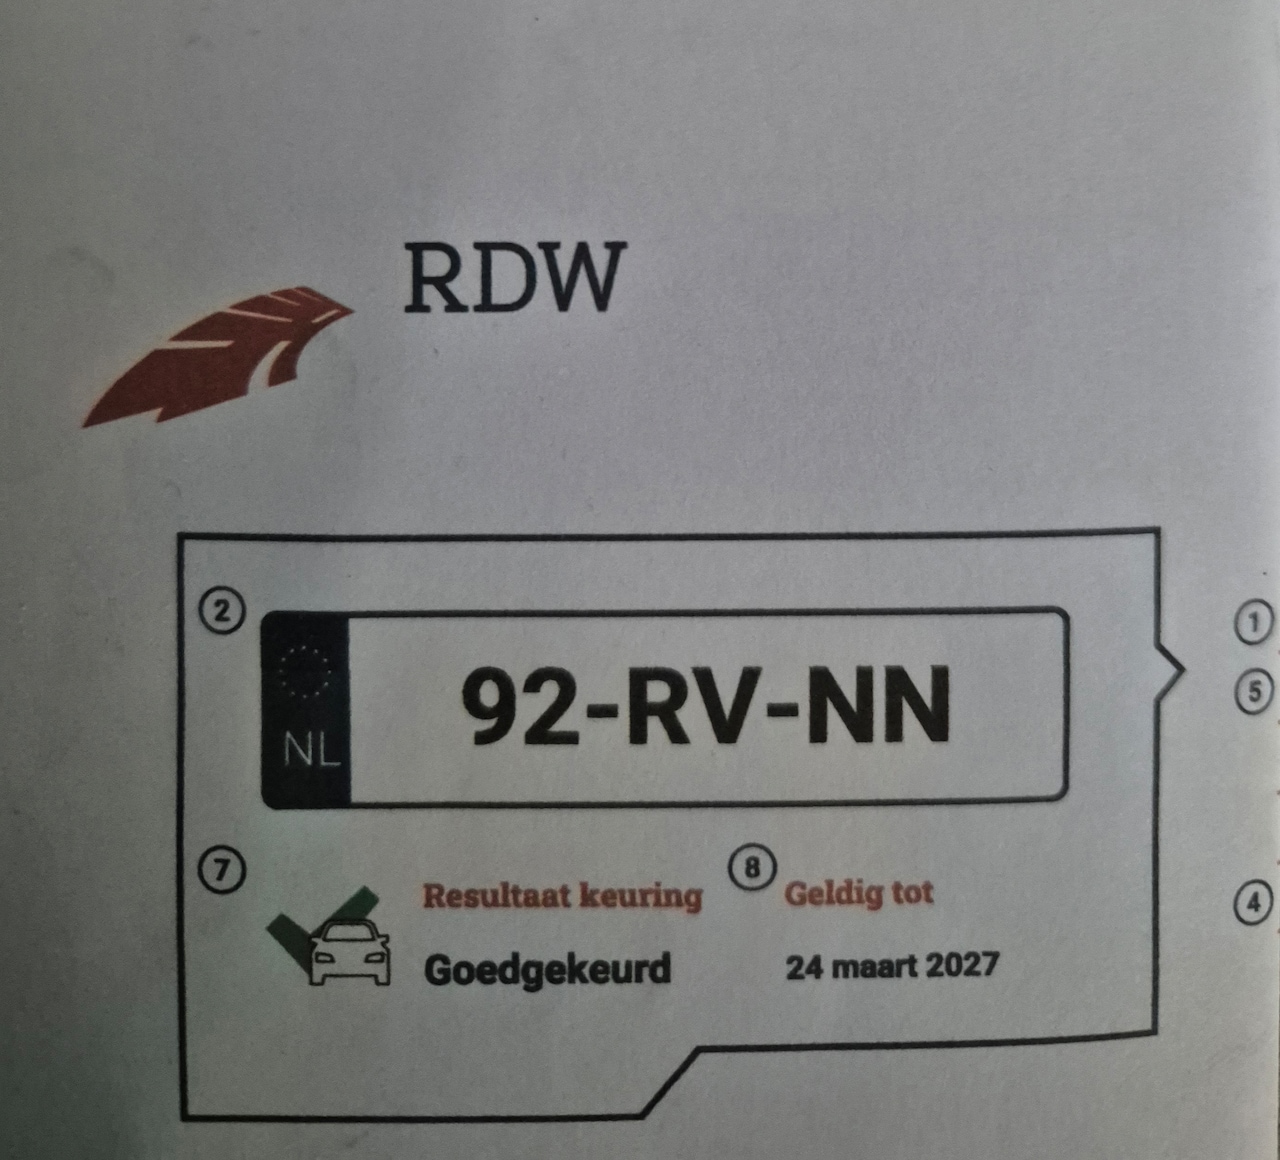 RDW
2
NL
92-RV-NN
1
5
7
Resultaat keuring
8
Geldig tot
4
Goedgekeurd
24 maart 2027